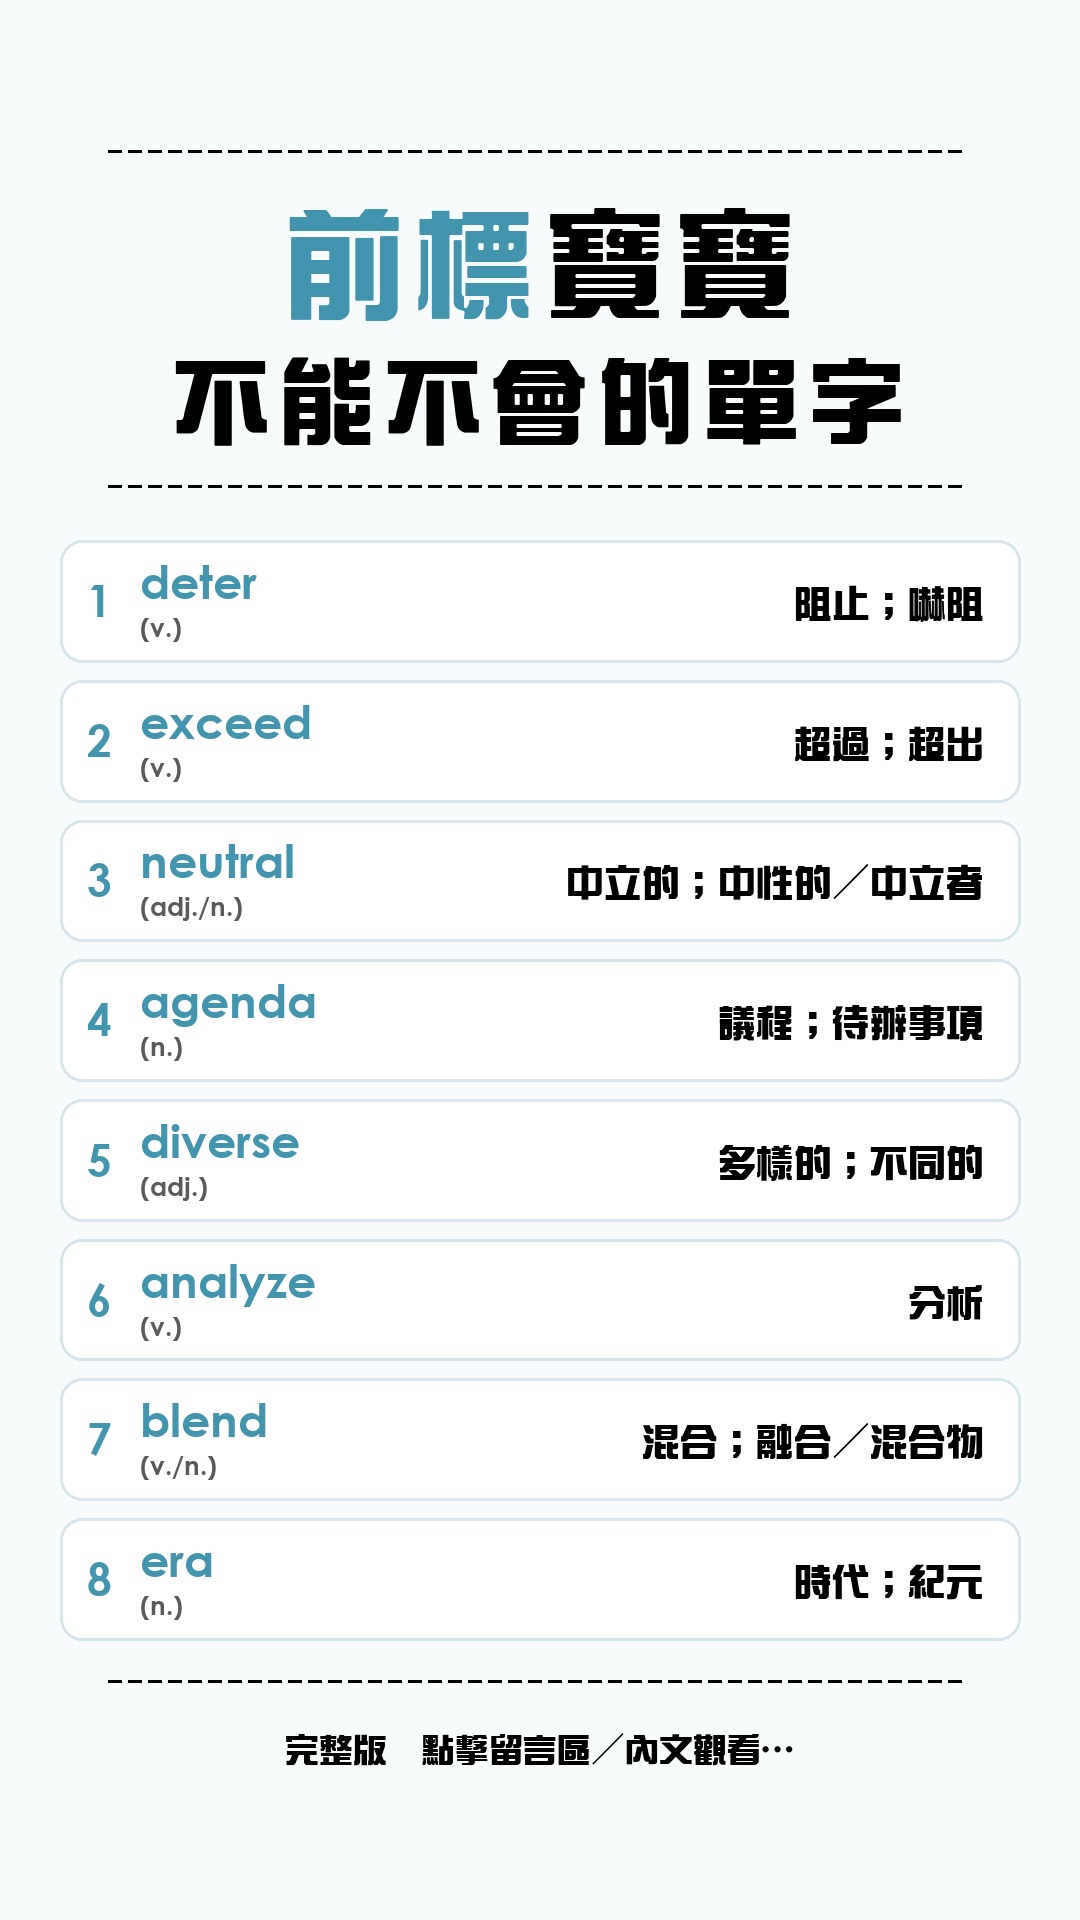 前標寶寶
不能不會的單字
1 deter 阻止；嚇阻
(v.)
2 exceed 超過；超出
(v.)
3 neutral 中立的；中性的／中立者
(adj./n.)
4 agenda 議程；待辦事項
(n.)
5 diverse 多樣的；不同的
(adj.)
6 analyze 分析
(v.)
7 blend 混合；融合／混合物
(v./n.)
8 era 時代；紀元
(n.)
完整版　點擊留言區／內文觀看…